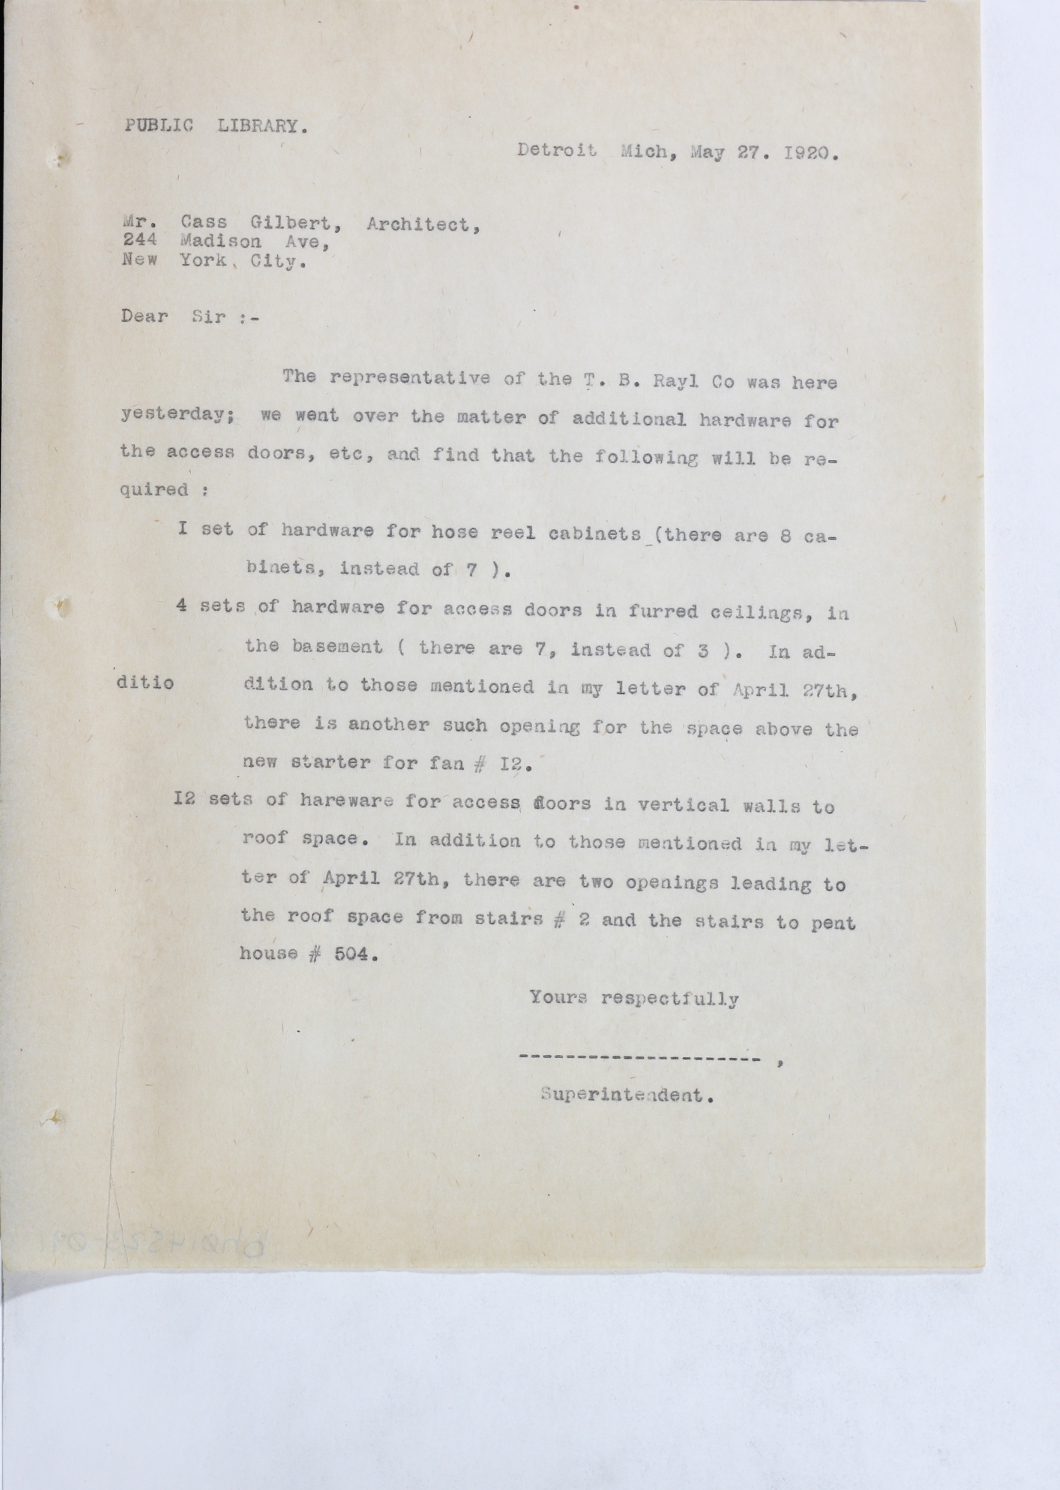 PUBLIC LIBRARY.
Detroit Mich, May 27. I920.
Mr. Cass Gilbert, Architect,
244 Madison Ave,
New York, City.
Dear Sir :-
The representative of the T. B. Rayl Co was here
yesterday; we went over the matter of additional hardware for
the access doors, etc, and find that the following will be re-
quired :
I set of hardware for hose reel cabinets (there are 8 ca-
binets, instead of 7 ).
4 sets of hardware for access doors in furred ceilings, in
the basement ( there are 7, instead of 3 ). In ad-
ditio dition to those mentioned in my letter of April 27th,
there is another such opening for the space above the
new starter for fan # I2.
I2 sets of hareware for access doors in vertical walls to
roof space. In addition to those mentioned in my let-
ter of April 27th, there are two openings leading to
the roof space from stairs # 2 and the stairs to pent
house # 504.
Yours respectfully
--------------------- ,
Superintendent.